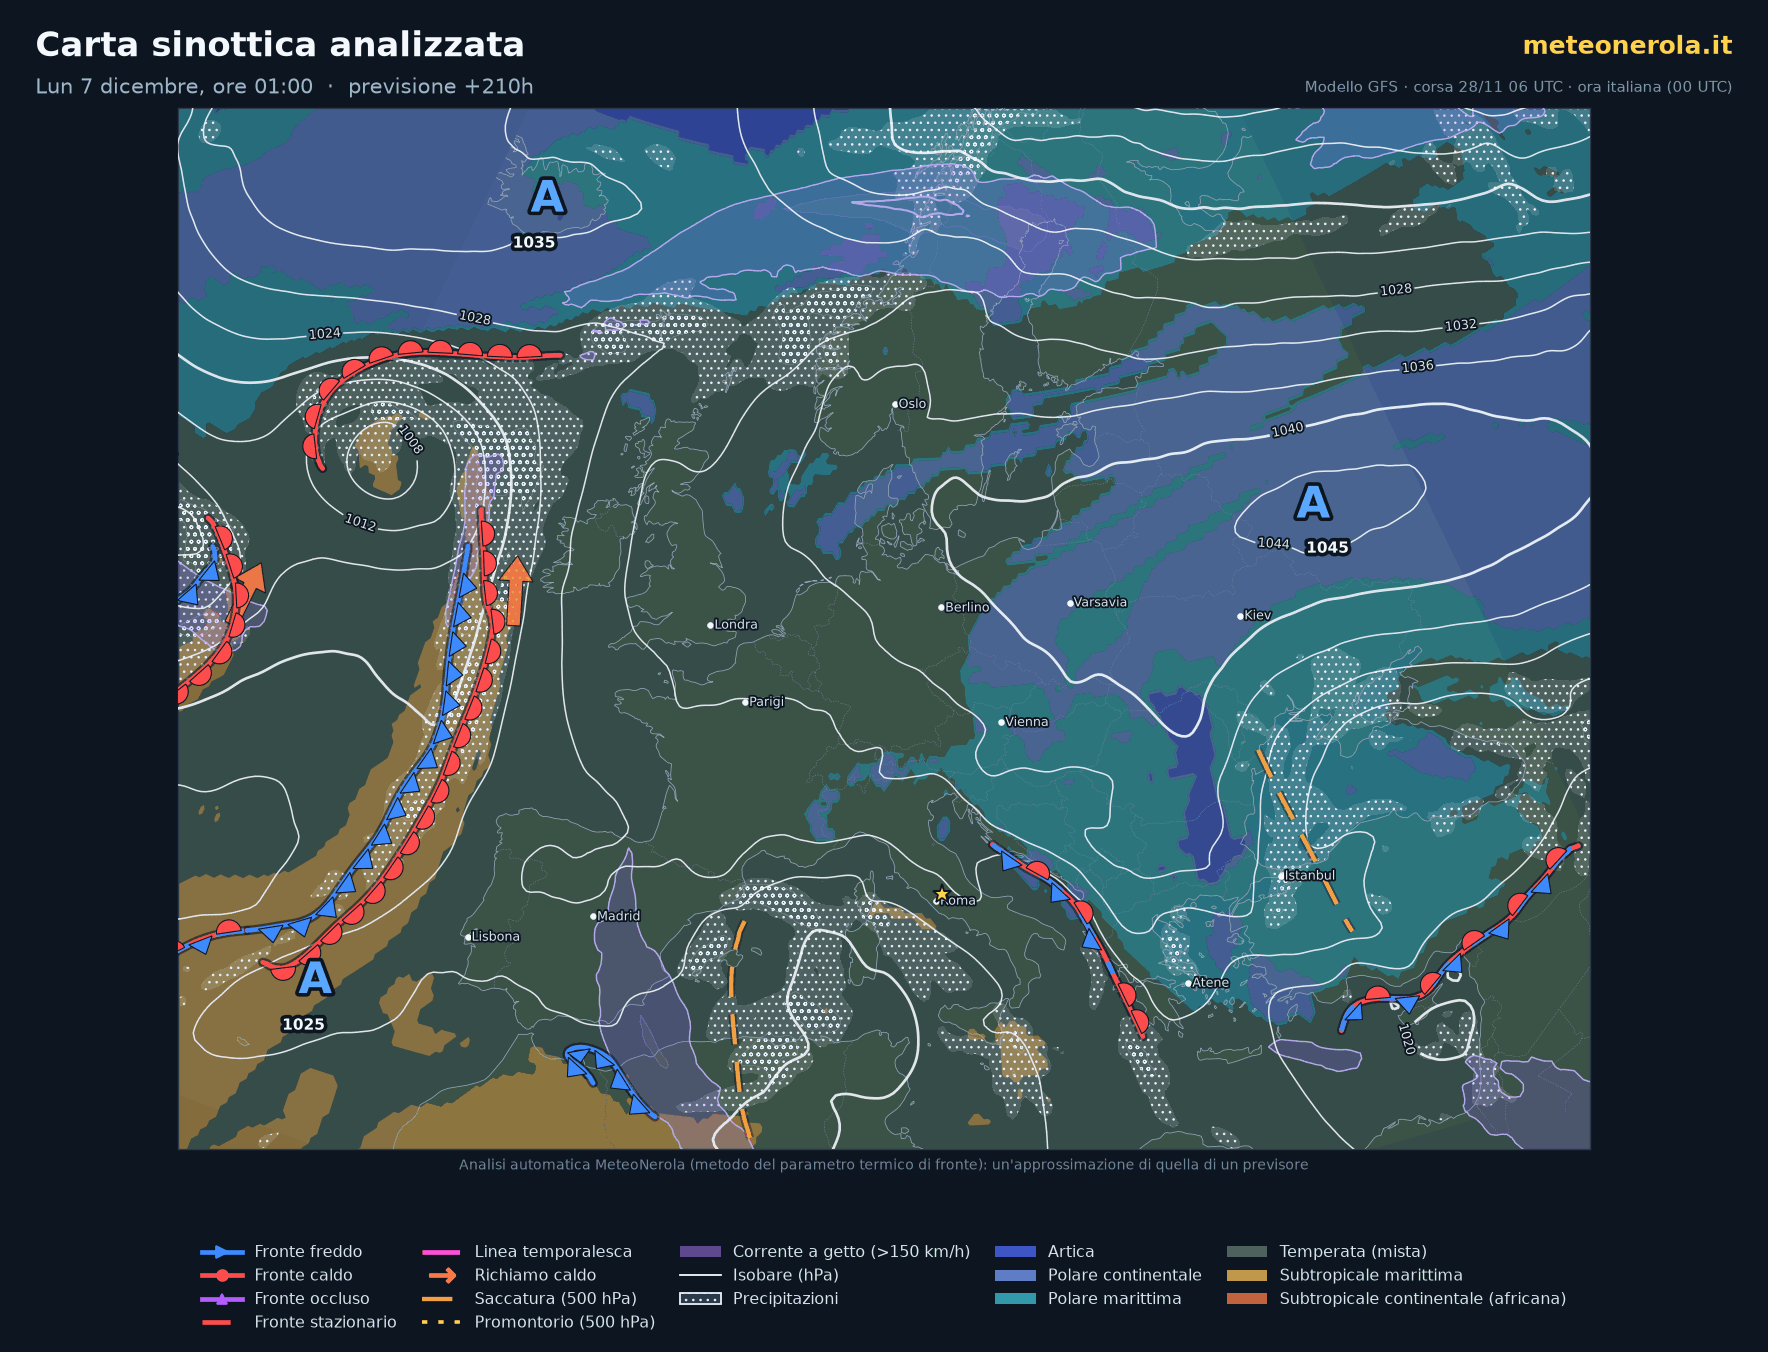 Carta sinottica analizzata
meteonerola.it
Lun 7 dicembre, ore 01:00 · previsione +210h
Modello GFS · corsa 28/11 06 UTC · ora italiana (00 UTC)
A
1035
1028
1024
1028
1032
1036
1040
Oslo
1008
1012
A
1044
1045
Berlino
Varsavia
Kiev
Londra
Parigi
Vienna
Istanbul
Roma
Madrid
Lisbona
A
1025
Atene
1020
Analisi automatica MeteoNerola (metodo del parametro termico di fronte): un'approssimazione di quella di un previsore
Fronte freddo
Fronte caldo
Fronte occluso
Fronte stazionario
Linea temporalesca
Richiamo caldo
Saccatura (500 hPa)
Promontorio (500 hPa)
Corrente a getto (>150 km/h)
Isobare (hPa)
Precipitazioni
Artica
Polare continentale
Polare marittima
Temperata (mista)
Subtropicale marittima
Subtropicale continentale (africana)